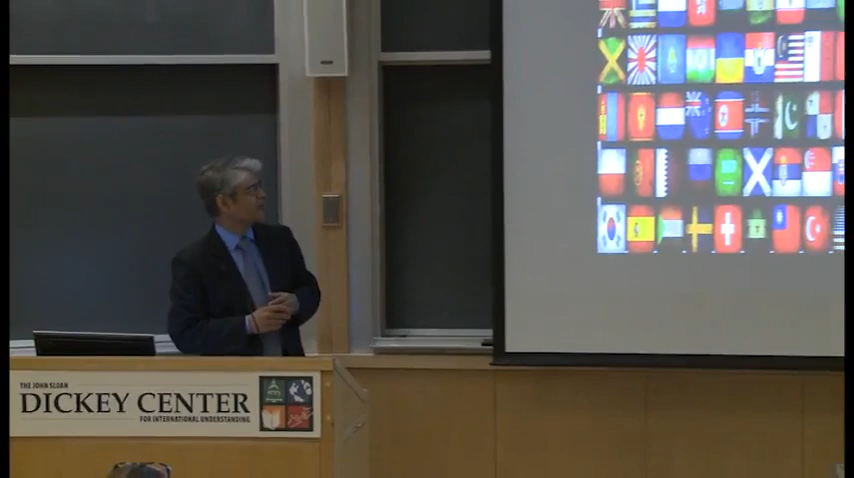 THE JOHN SLOAN
DICKEY CENTER
FOR INTERNATIONAL UNDERSTANDING